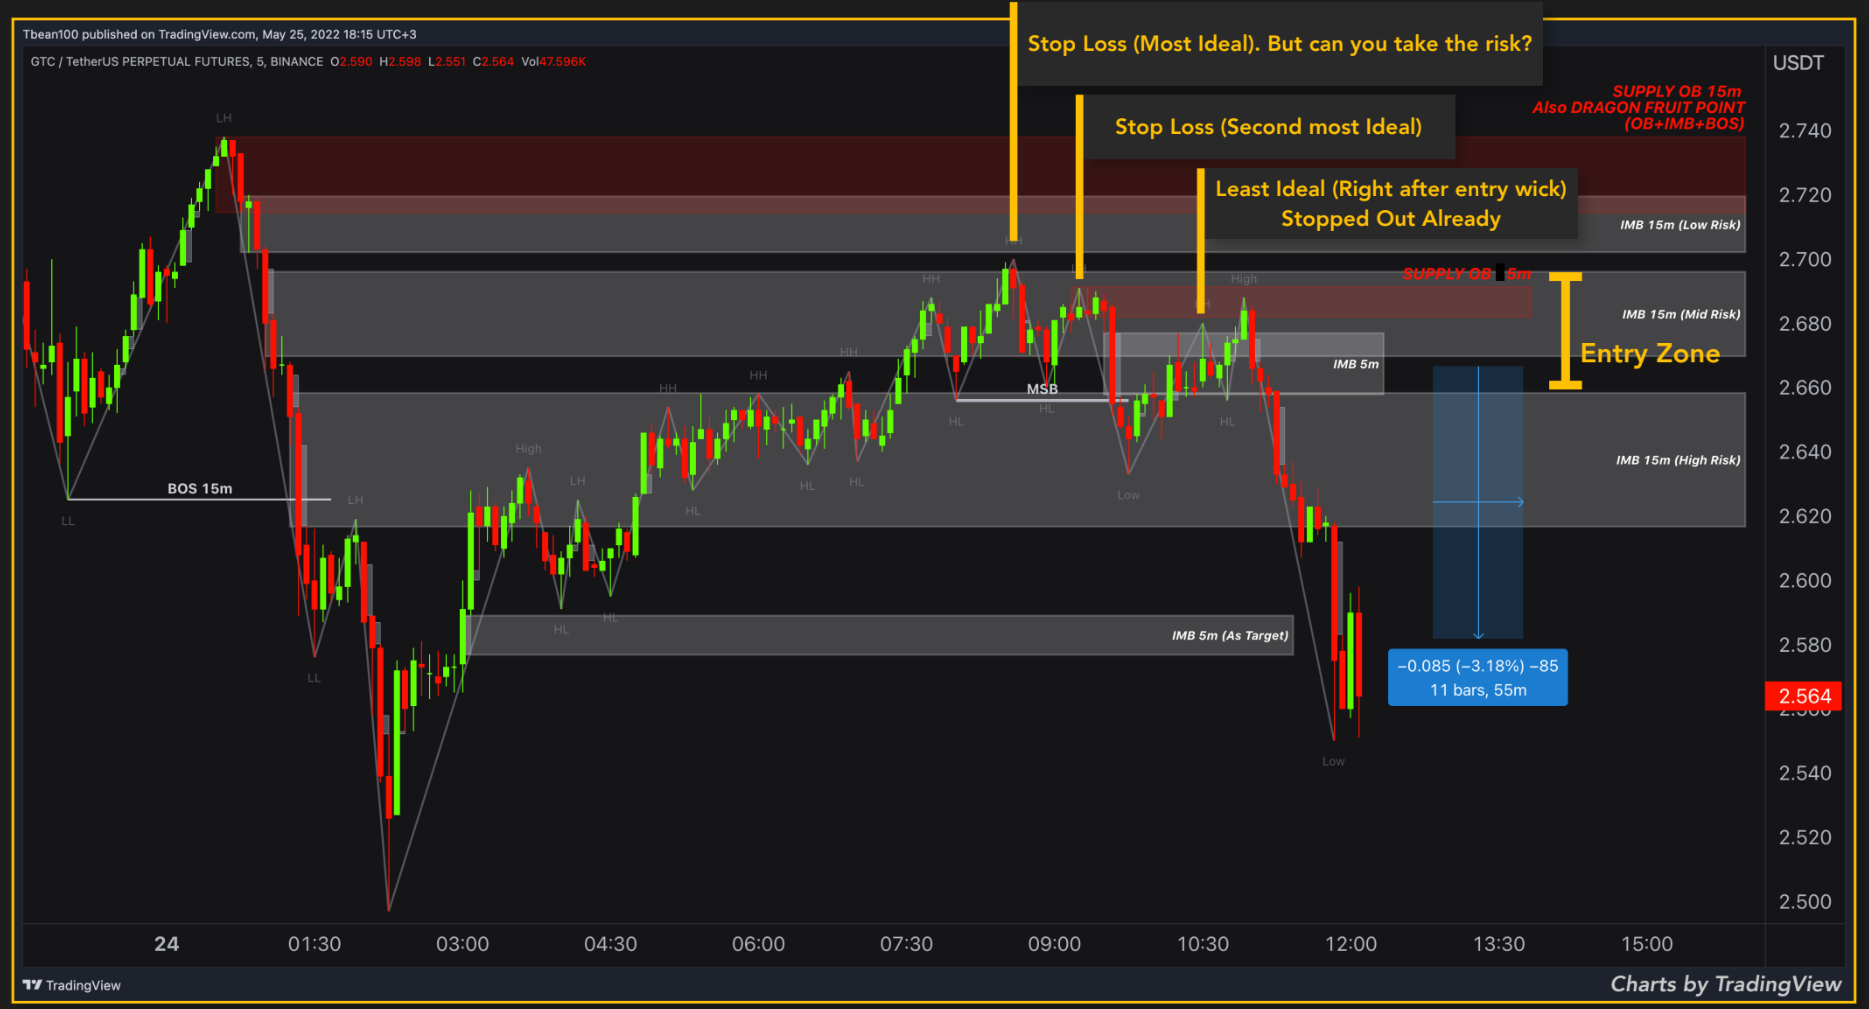 Stop Loss (Most Ideal). But can you take the risk?
Tbean100 published on TradingView.com, May 25, 2022 18:15 UTC+3
GTC / TetherUS PERPETUAL FUTURES, 5, BINANCE O2.590 H2.598 L2.551 C2.564 Vol47.596K
USDT
SUPPLY OB 15m
Also DRAGON FRUIT POINT
(OB+IMB+BOS)
Stop Loss (Second most Ideal)
Least Ideal (Right after entry wick)
Stopped Out Already
LH
IMB 15m (Low Risk)
HH
HH
High
SUPPLY OB
5m
IMB 15m (Mid Risk)
Entry Zone
HH
IMB 5m
HH
HH
MSB
HL
HL
HL
High
IMB 15m (High Risk)
BOS 15m
LH
LH
HL
HL
HL
Low
LL
HL
HL
LL
IMB 5m (As Target)
−0.085 (−3.18%) −85
11 bars, 55m
Low
2.740
2.720
2.700
2.680
2.660
2.640
2.620
2.600
2.580
2.564
2.560
2.540
2.520
2.500
24 01:30 03:00 04:30 06:00 07:30 09:00 10:30 12:00 13:30 15:00
TradingView
Charts by TradingView